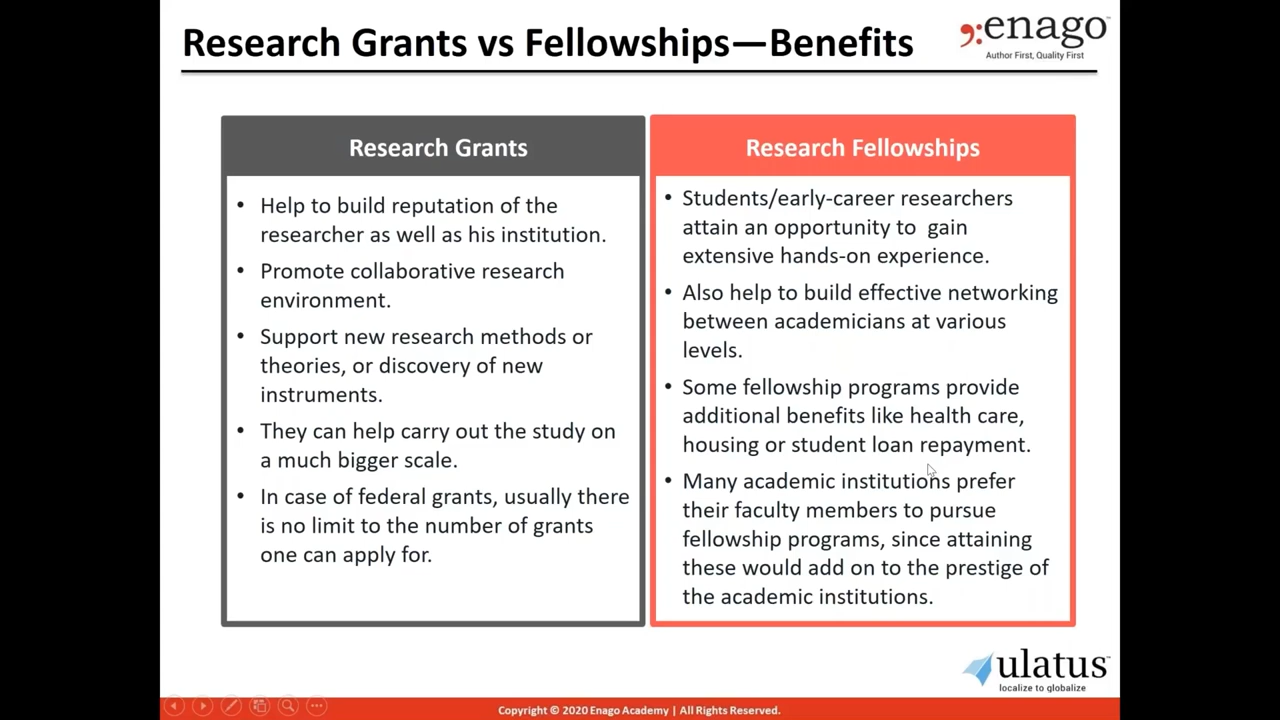 Research Grants vs Fellowships—Benefits
enago™
Author First, Quality First
Research Grants
• Help to build reputation of the
researcher as well as his institution.
• Promote collaborative research
environment.
• Support new research methods or
theories, or discovery of new
instruments.
• They can help carry out the study on
a much bigger scale.
• In case of federal grants, usually there
is no limit to the number of grants
one can apply for.
Research Fellowships
• Students/early-career researchers
attain an opportunity to gain
extensive hands-on experience.
• Also help to build effective networking
between academicians at various
levels.
• Some fellowship programs provide
additional benefits like health care,
housing or student loan repayment.
• Many academic institutions prefer
their faculty members to pursue
fellowship programs, since attaining
these would add on to the prestige of
the academic institutions.
ulatus™
localize to globalize
Copyright © 2020 Enago Academy | All Rights Reserved.